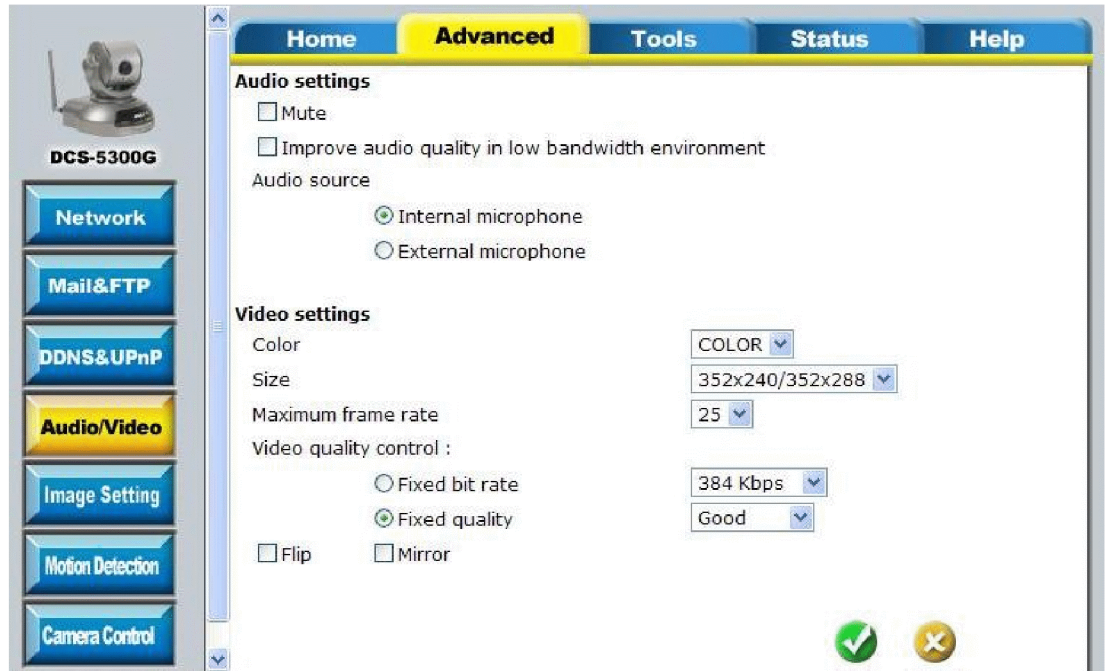 Home Advanced Tools Status Help
DCS-5300G
Network
Mail&FTP
DDNS&UPnP
Audio/Video
Image Setting
Motion Detection
Camera Control
Audio settings
Mute
Improve audio quality in low bandwidth environment
Audio source
Internal microphone
External microphone
Video settings
Color COLOR
Size 352x240/352x288
Maximum frame rate 25
Video quality control :
Fixed bit rate 384 Kbps
Fixed quality Good
Flip Mirror